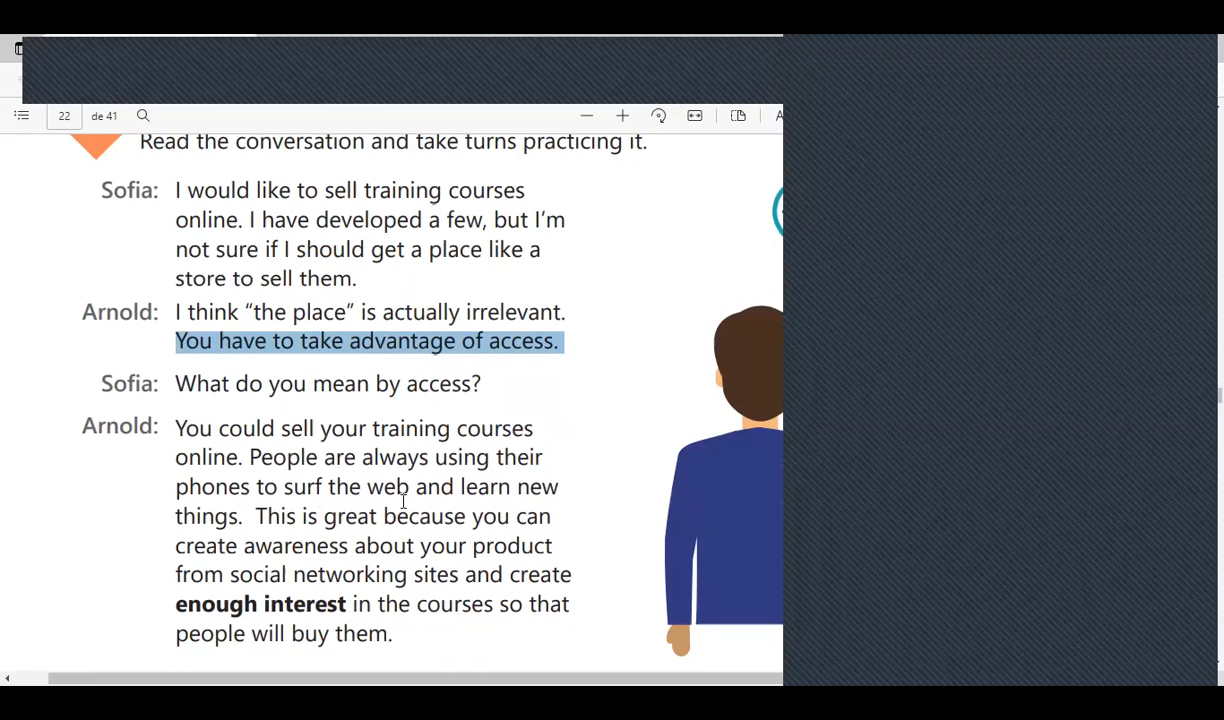 22 de 41
Read the conversation and take turns practicing it.
Sofia: I would like to sell training courses
online. I have developed a few, but I'm
not sure if I should get a place like a
store to sell them.
Arnold: I think “the place” is actually irrelevant.
You have to take advantage of access.
Sofia: What do you mean by access?
Arnold: You could sell your training courses
online. People are always using their
phones to surf the web and learn new
things. This is great because you can
create awareness about your product
from social networking sites and create
enough interest in the courses so that
people will buy them.